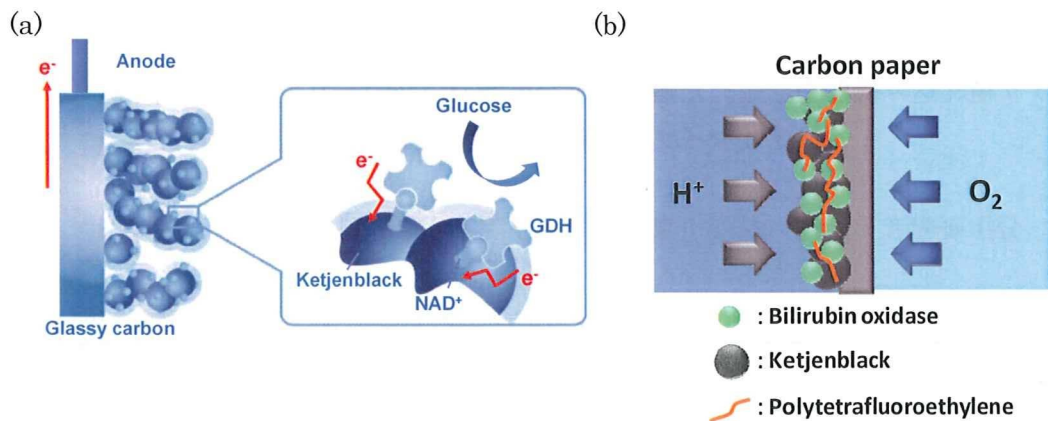 (a)
Anode
e-
Glucose
e-
GDH
Ketjenblack
e-
NAD+
Glassy carbon
(b)
Carbon paper
H+
O2
: Bilirubin oxidase
: Ketjenblack
: Polytetrafluoroethylene